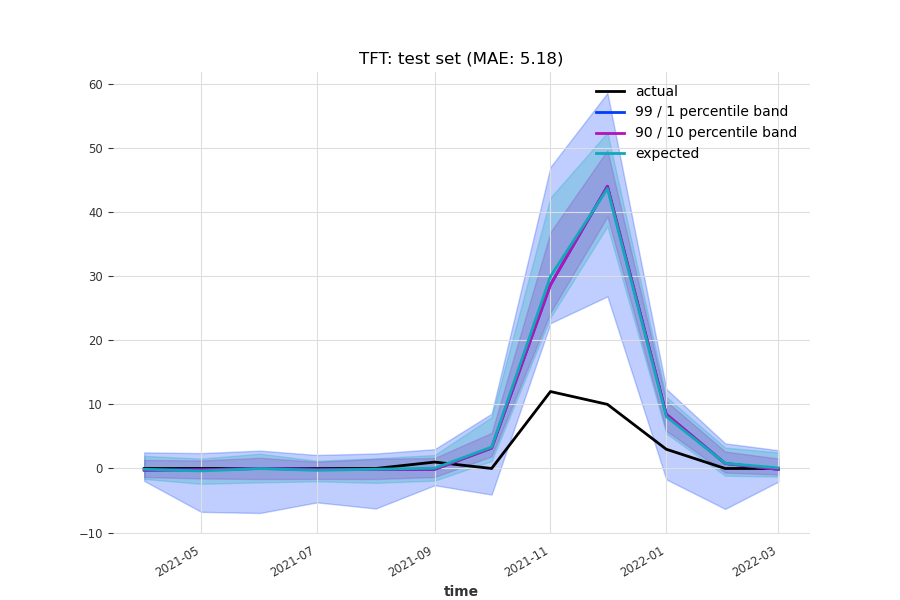 TFT: test set (MAE: 5.18)
actual
99 / 1 percentile band
90 / 10 percentile band
expected
60
50
40
30
20
10
0
−10
2021-05
2021-07
2021-09
2021-11
2022-01
2022-03
time